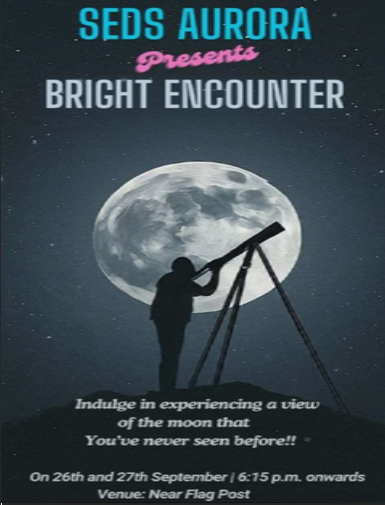 SEDS AURORA
Presents
BRIGHT ENCOUNTER
Indulge in experiencing a view
of the moon that
You've never seen before!!
On 26th and 27th September | 6:15 p.m. onwards
Venue: Near Flag Post